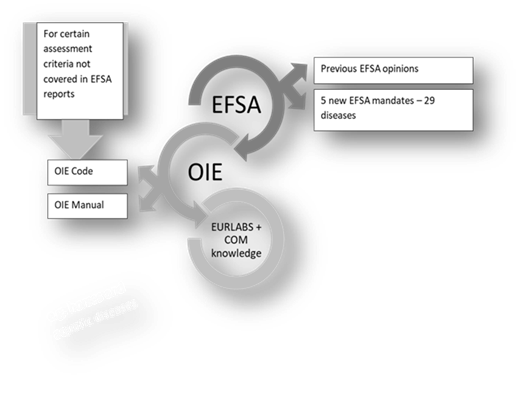 For certain
assessment
criteria not
covered in EFSA
reports
EFSA
Previous EFSA opinions
5 new EFSA mandates – 29
diseases
OIE Code
OIE Manual
OIE
EURLABS +
COM
knowledge
diseases